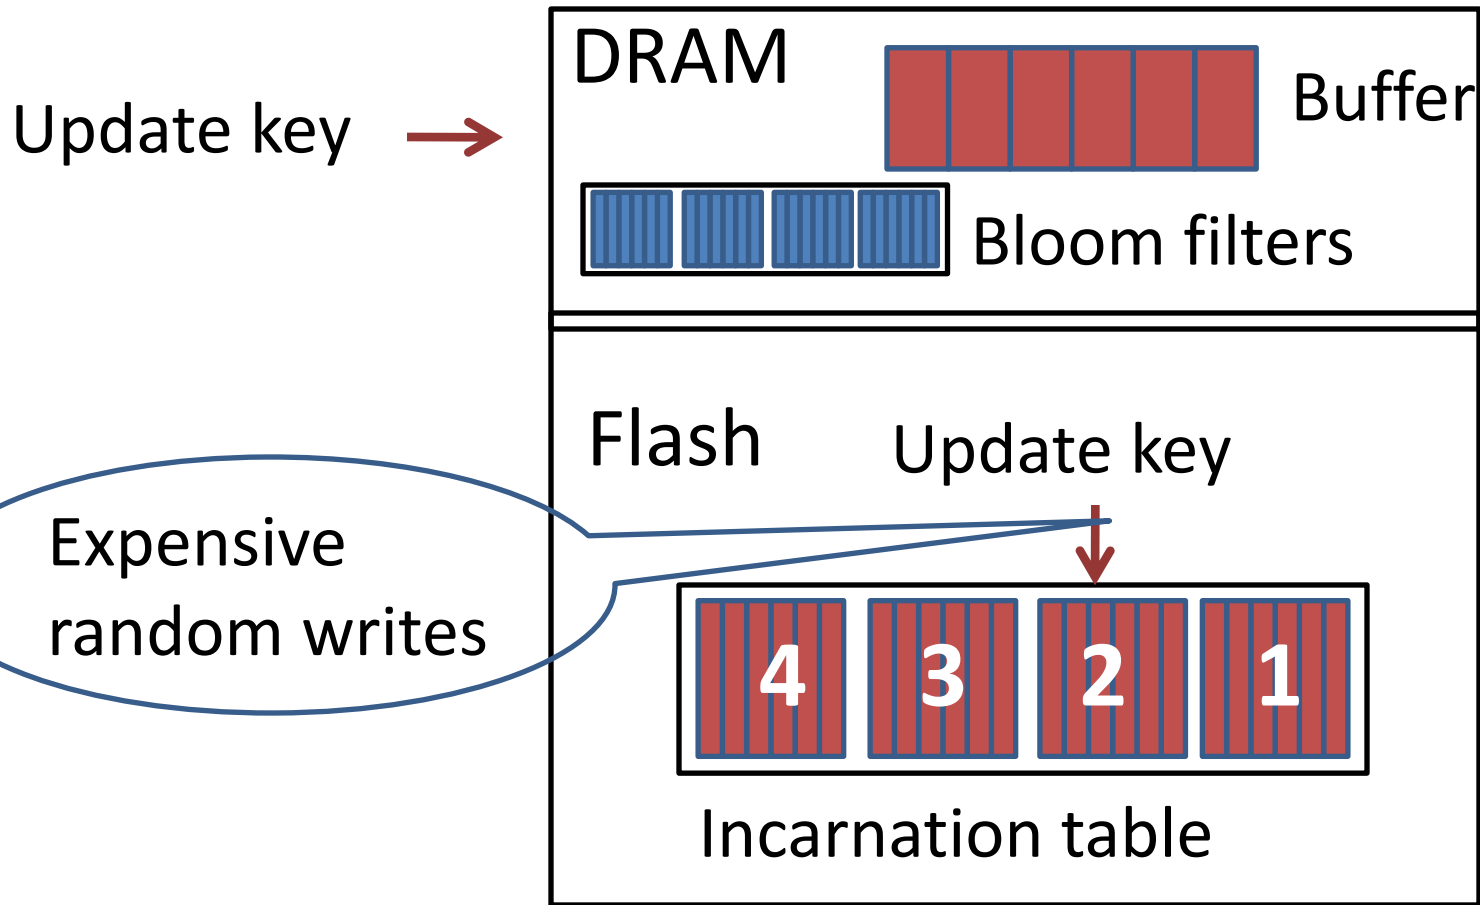 DRAM
Buffer
Update key
Bloom filters
Flash
Update key
Expensive
random writes
4 3 2 1
Incarnation table